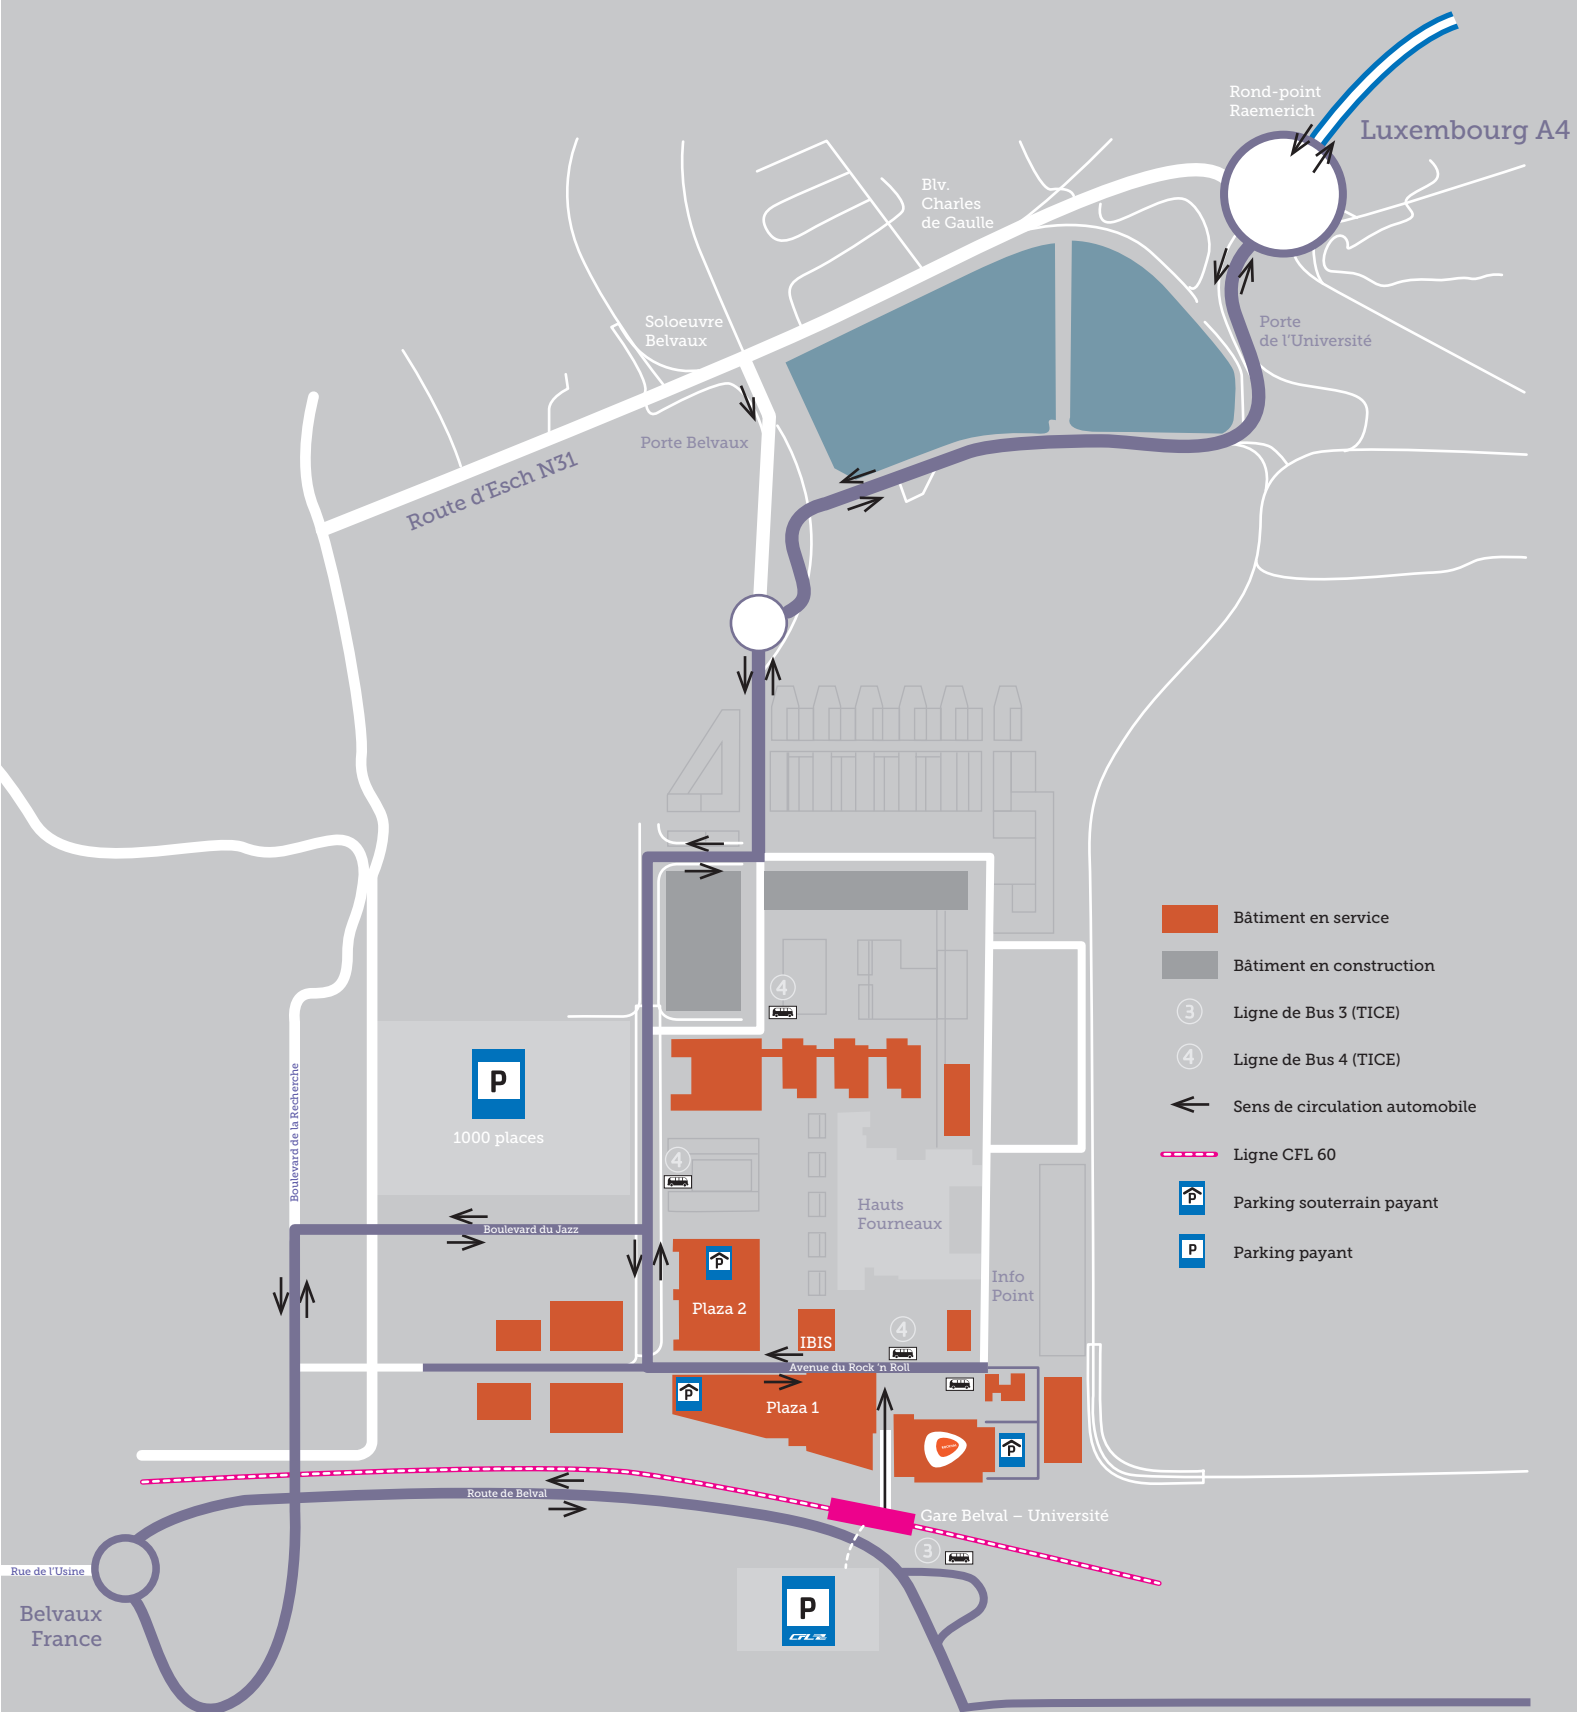 Rond-point
Raemerich
Luxembourg A4
Blv.
Charles
de Gaulle
Soloeuvre
Belvaux
Porte
de l'Université
Porte Belvaux
Route d'Esch N31
Bâtiment en service
Bâtiment en construction
3
Ligne de Bus 3 (TICE)
4
Ligne de Bus 4 (TICE)
Sens de circulation automobile
Ligne CFL 60
P
Parking souterrain payant
P
Parking payant
4
P
1000 places
Boulevard de la Recherche
4
Hauts
Fourneaux
Boulevard du Jazz
P
Plaza 2
Info
Point
IBIS
4
Avenue du Rock 'n Roll
P
Plaza 1
P
Route de Belval
Gare Belval – Université
3
Rue de l'Usine
Belvaux
France
P
CFL